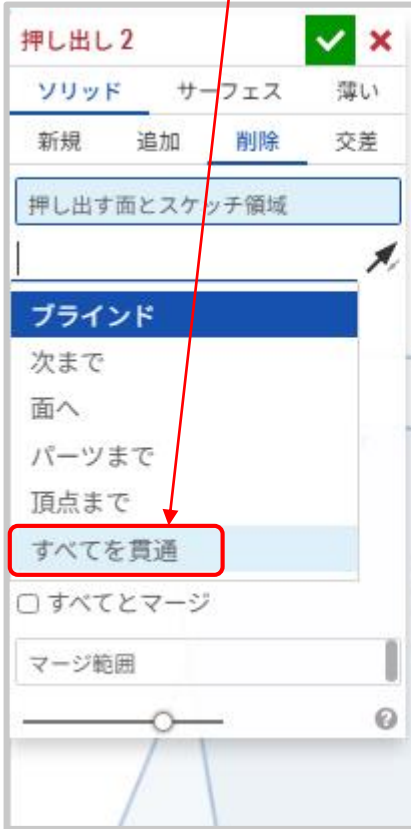 押し出し 2
ソリッド サーフェス 薄い
新規 追加 削除 交差
押し出す面とスケッチ領域
ブラインド
次まで
面へ
パーツまで
頂点まで
すべてを貫通
すべてとマージ
マージ範囲